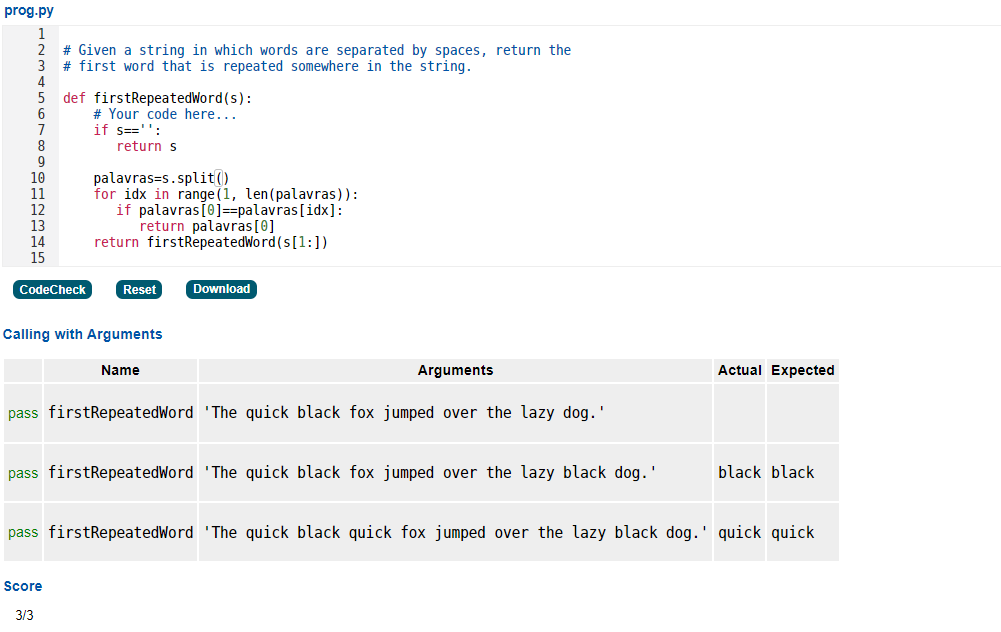 prog.py
1
2 # Given a string in which words are separated by spaces, return the
3 # first word that is repeated somewhere in the string.
4
5 def firstRepeatedWord(s):
6     # Your code here...
7     if s=='':
8        return s
9
10     palavras=s.split()
11     for idx in range(1, len(palavras)):
12        if palavras[0]==palavras[idx]:
13           return palavras[0]
14     return firstRepeatedWord(s[1:])
15
CodeCheck Reset Download
Calling with Arguments
Name Arguments Actual Expected
pass firstRepeatedWord 'The quick black fox jumped over the lazy dog.'
pass firstRepeatedWord 'The quick black fox jumped over the lazy black dog.' black black
pass firstRepeatedWord 'The quick black quick fox jumped over the lazy black dog.' quick quick
Score
3/3